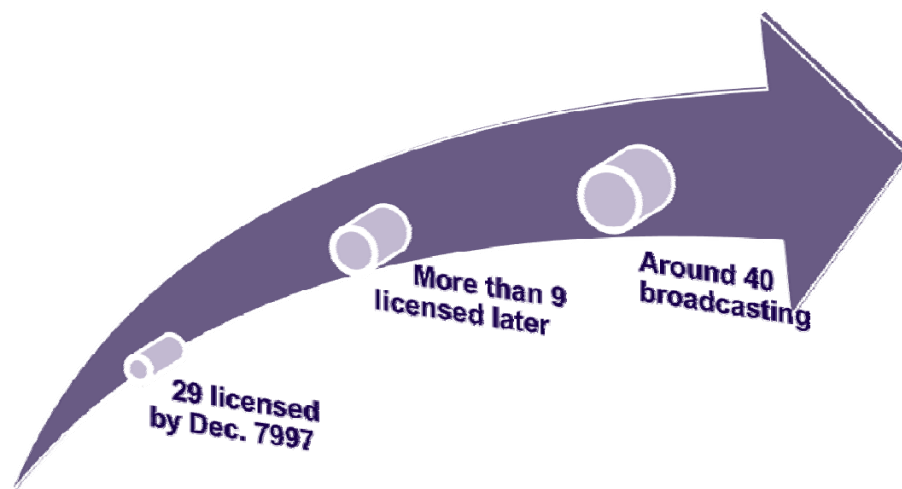 29 licensed
by Dec. 7997
More than 9
licensed later
Around 40
broadcasting